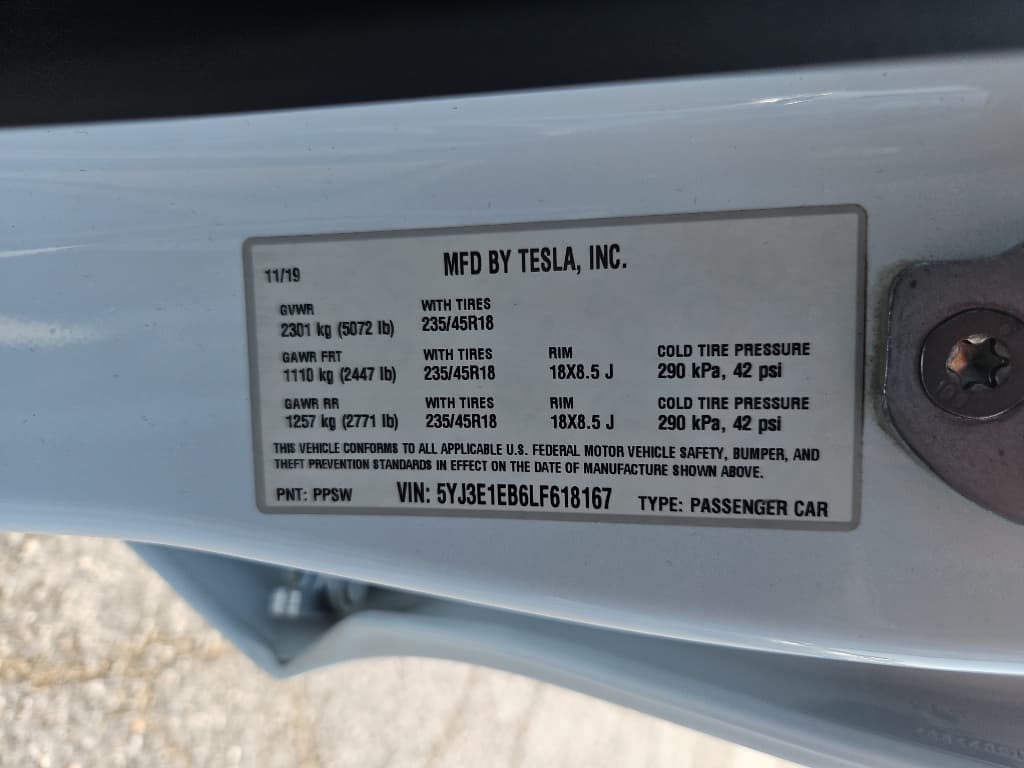 11/19 MFD BY TESLA, INC.
GVWR WITH TIRES
2301 kg (5072 lb) 235/45R18
GAWR FRT WITH TIRES RIM COLD TIRE PRESSURE
1110 kg (2447 lb) 235/45R18 18X8.5 J 290 kPa, 42 psi
GAWR RR WITH TIRES RIM COLD TIRE PRESSURE
1257 kg (2771 lb) 235/45R18 18X8.5 J 290 kPa, 42 psi
THIS VEHICLE CONFORMS TO ALL APPLICABLE U.S. FEDERAL MOTOR VEHICLE SAFETY, BUMPER, AND
THEFT PREVENTION STANDARDS IN EFFECT ON THE DATE OF MANUFACTURE SHOWN ABOVE.
PNT: PPSW VIN: 5YJ3E1EB6LF618167 TYPE: PASSENGER CAR